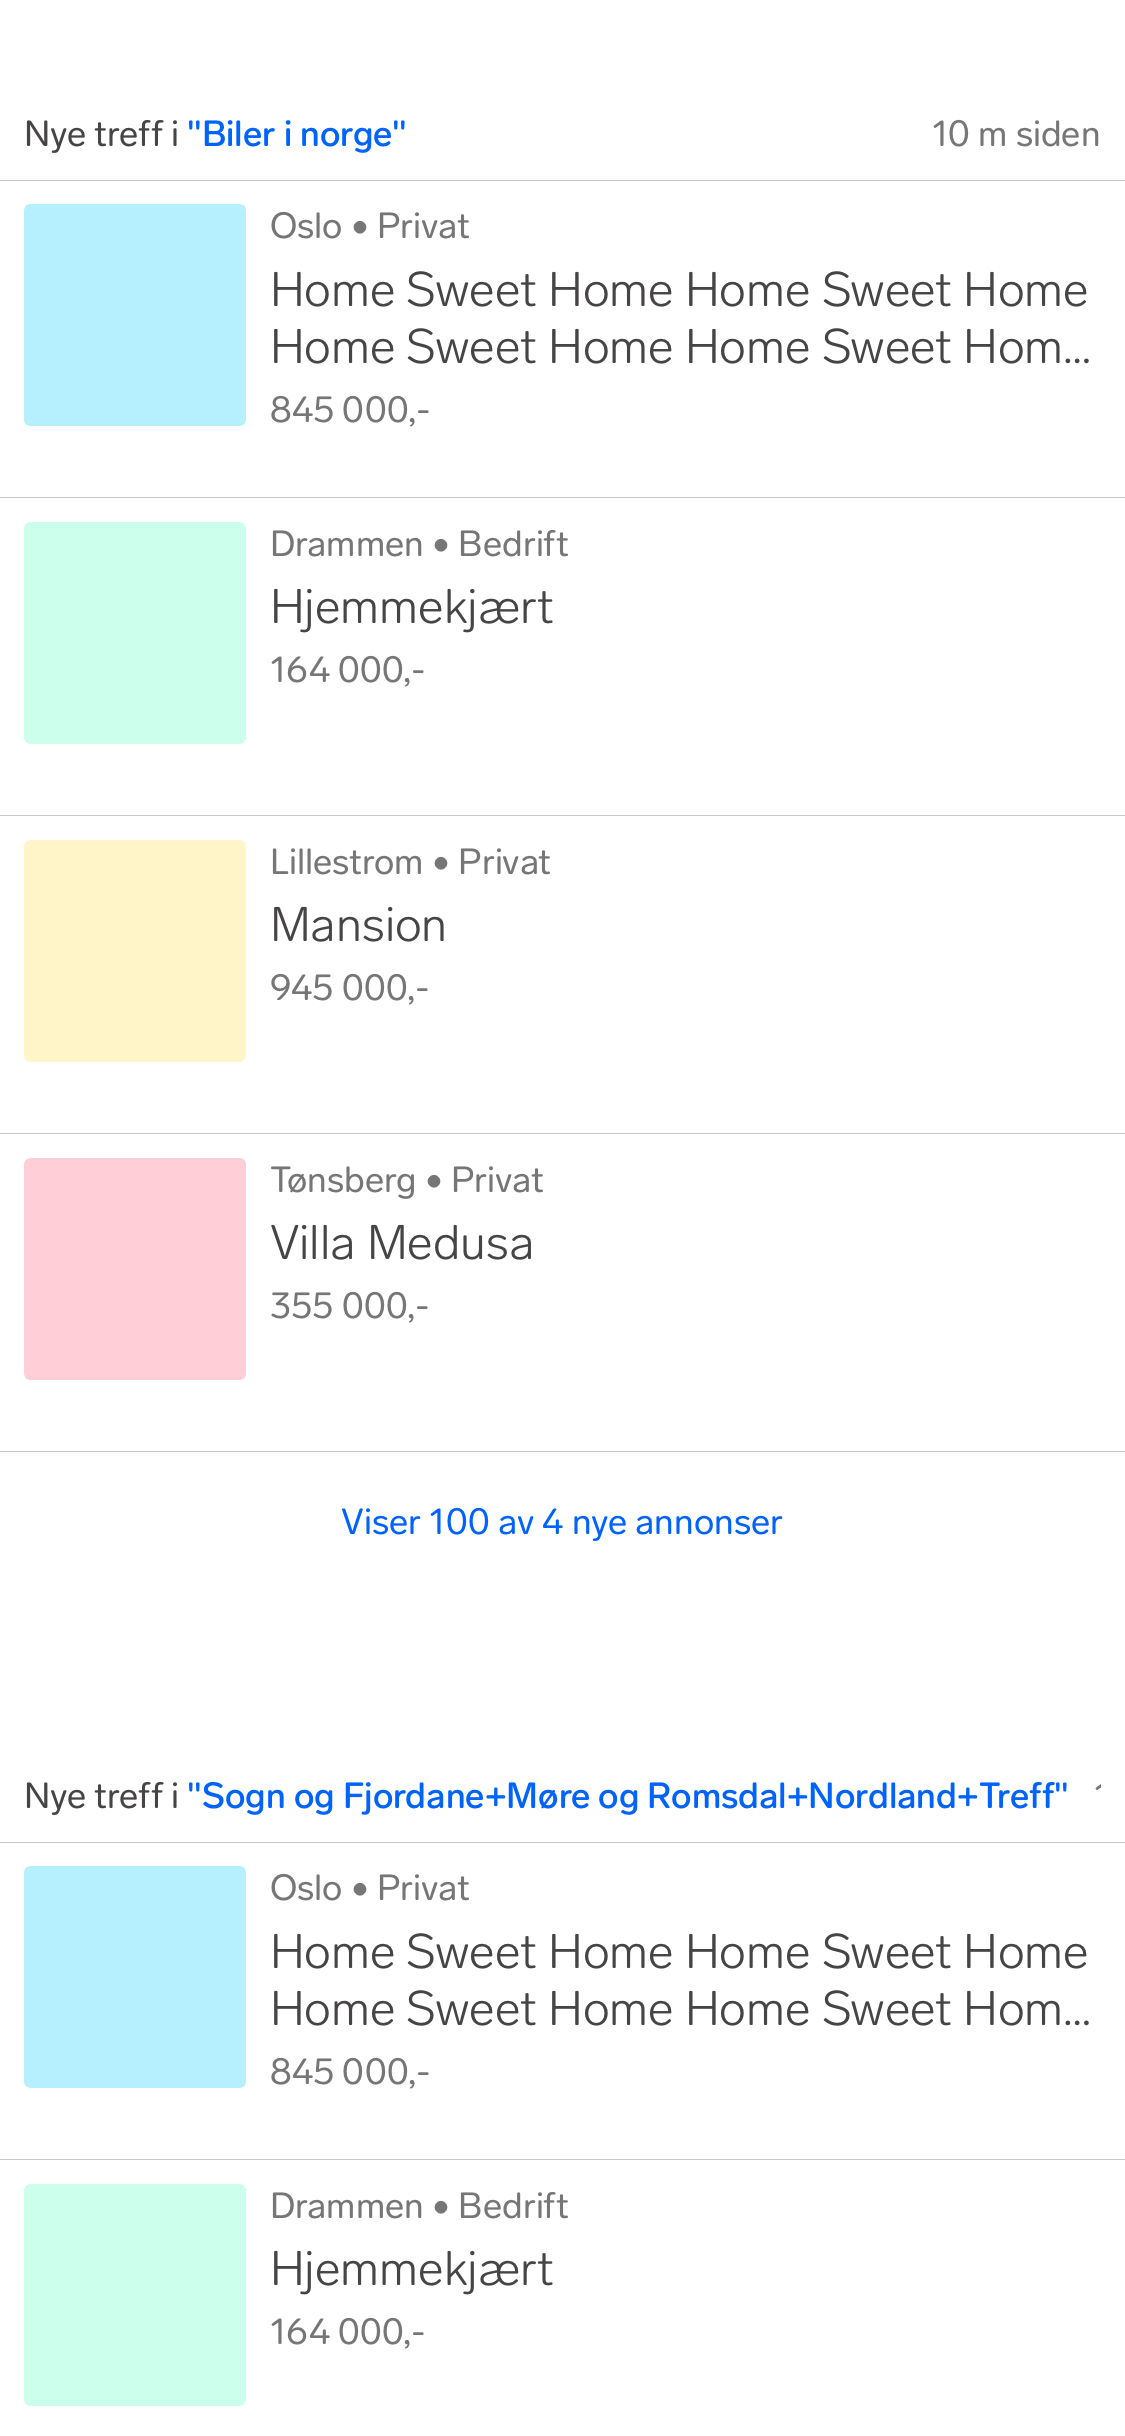 Nye treff i "Biler i norge" 10 m siden
Oslo • Privat
Home Sweet Home Home Sweet Home
Home Sweet Home Home Sweet Hom...
845 000,-
Drammen • Bedrift
Hjemmekjært
164 000,-
Lillestrom • Privat
Mansion
945 000,-
Tønsberg • Privat
Villa Medusa
355 000,-
Viser 100 av 4 nye annonser
Nye treff i "Sogn og Fjordane+Møre og Romsdal+Nordland+Treff"
Oslo • Privat
Home Sweet Home Home Sweet Home
Home Sweet Home Home Sweet Hom...
845 000,-
Drammen • Bedrift
Hjemmekjært
164 000,-